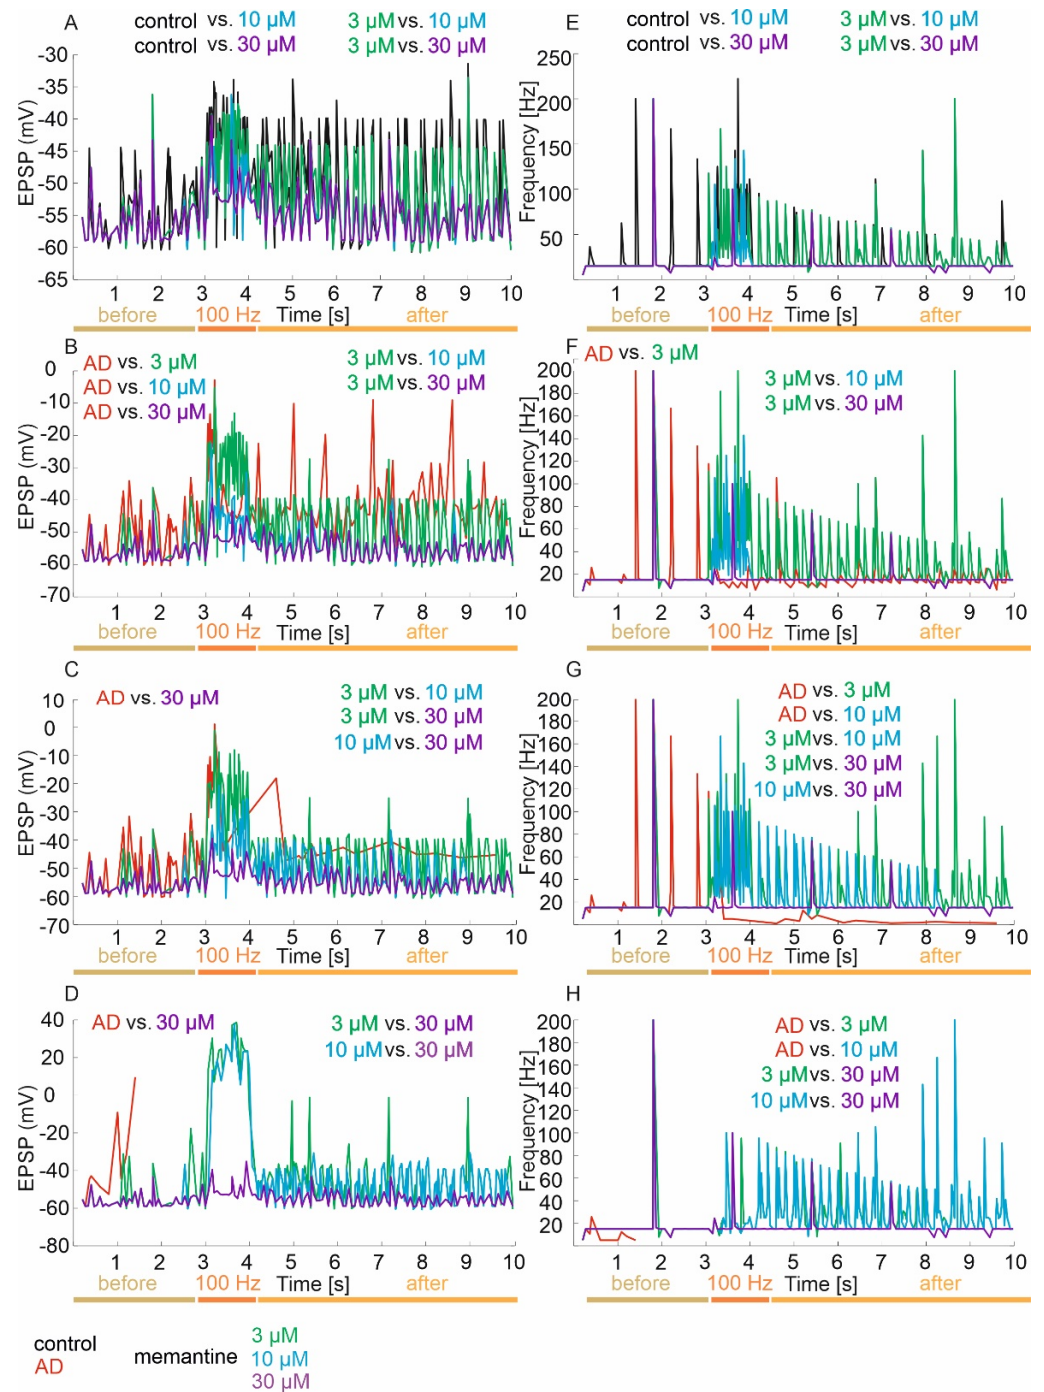 A
control vs. 10 µM
control vs. 30 µM
3 µM vs. 10 µM
3 µM vs. 30 µM
EPSP (mV)
-30
-35
-40
-45
-50
-55
-60
-65
1 2 3 4 5 6 7 8 9 10
before
100 Hz
Time [s]
after
E
control vs. 10 µM
control vs. 30 µM
3 µM vs. 10 µM
3 µM vs. 30 µM
Frequency [Hz]
250
200
150
100
50
1 2 3 4 5 6 7 8 9 10
before
100 Hz
Time [s]
after
B
AD vs. 3 µM
AD vs. 10 µM
AD vs. 30 µM
3 µM vs. 10 µM
3 µM vs. 30 µM
EPSP (mV)
0
-10
-20
-30
-40
-50
-60
-70
1 2 3 4 5 6 7 8 9 10
before
100 Hz
Time [s]
after
F
AD vs. 3 µM
3 µM vs. 10 µM
3 µM vs. 30 µM
Frequency [Hz]
200
180
160
140
120
100
80
60
40
20
1 2 3 4 5 6 7 8 9 10
before
100 Hz
Time [s]
after
C
AD vs. 30 µM
3 µM vs. 10 µM
3 µM vs. 30 µM
10 µM vs. 30 µM
EPSP (mV)
10
0
-10
-20
-30
-40
-50
-60
-70
1 2 3 4 5 6 7 8 9 10
before
100 Hz
Time [s]
after
G
AD vs. 3 µM
AD vs. 10 µM
3 µM vs. 10 µM
3 µM vs. 30 µM
10 µM vs. 30 µM
Frequency [Hz]
200
180
160
140
120
100
80
60
40
20
1 2 3 4 5 6 7 8 9 10
before
100 Hz
Time [s]
after
D
AD vs. 30 µM
3 µM vs. 30 µM
10 µM vs. 30 µM
EPSP (mV)
40
20
0
-20
-40
-60
-80
1 2 3 4 5 6 7 8 9 10
before
100 Hz
Time [s]
after
H
AD vs. 3 µM
AD vs. 10 µM
3 µM vs. 30 µM
10 µM vs. 30 µM
Frequency [Hz]
200
180
160
140
120
100
80
60
40
20
1 2 3 4 5 6 7 8 9 10
before
100 Hz
Time [s]
after
control
AD
memantine
3 µM
10 µM
30 µM